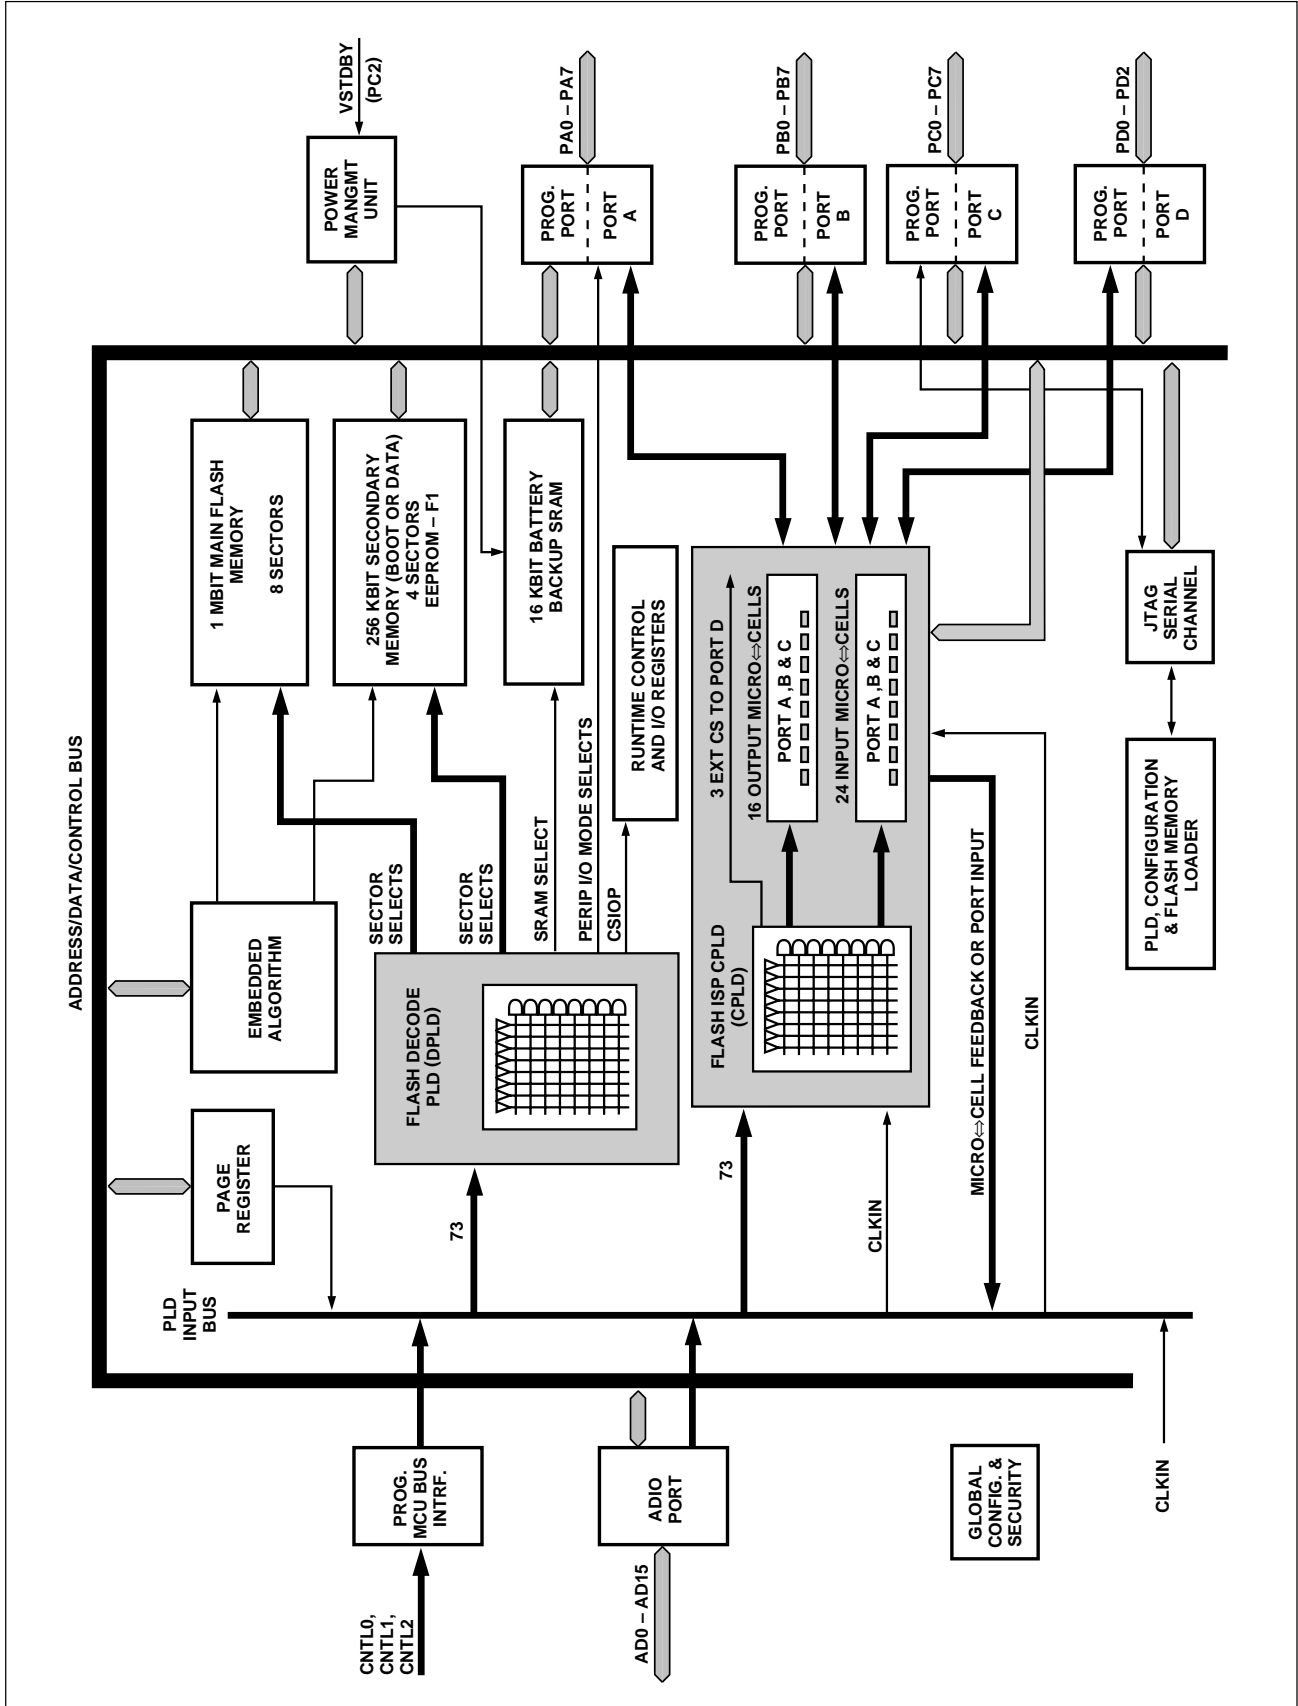 ADDRESS/DATA/CONTROL BUS
CNTL0,
CNTL1,
CNTL2
PROG.
MCU BUS
INTRF.
AD0 – AD15
ADIO
PORT
GLOBAL
CONFIG. &
SECURITY
CLKIN
PLD
INPUT
BUS
PAGE
REGISTER
EMBEDDED
ALGORITHM
73
FLASH DECODE
PLD (DPLD)
SECTOR
SELECTS
SECTOR
SELECTS
SRAM SELECT
PERIP I/O MODE SELECTS
CSIOP
1 MBIT MAIN FLASH
MEMORY
8 SECTORS
256 KBIT SECONDARY
MEMORY (BOOT OR DATA)
4 SECTORS
EEPROM – F1
16 KBIT BATTERY
BACKUP SRAM
RUNTIME CONTROL
AND I/O REGISTERS
73
CLKIN
FLASH ISP CPLD
(CPLD)
3 EXT CS TO PORT D
16 OUTPUT MICRO⇔CELLS
PORT A ,B & C
24 INPUT MICRO⇔CELLS
PORT A ,B & C
MICRO⇔CELL FEEDBACK OR PORT INPUT
CLKIN
PLD, CONFIGURATION
& FLASH MEMORY
LOADER
JTAG
SERIAL
CHANNEL
VSTDBY
(PC2)
POWER
MANGMT
UNIT
PROG.
PORT
PORT
A
PA0 – PA7
PROG.
PORT
PORT
B
PB0 – PB7
PROG.
PORT
PORT
C
PC0 – PC7
PROG.
PORT
PORT
D
PD0 – PD2